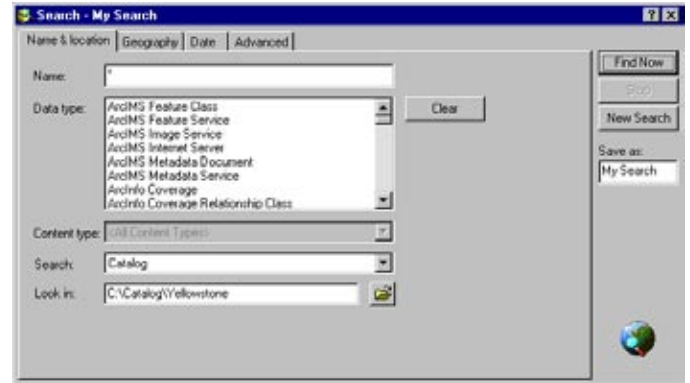 Search - My Search
Name & location Geography Date Advanced
Name: *
Data type:
ArcIMS Feature Class
ArcIMS Feature Service
ArcIMS Image Service
ArcIMS Internet Server
ArcIMS Metadata Document
ArcIMS Metadata Service
ArcInfo Coverage
ArcInfo Coverage Relationship Class
Clear
Content type: <All Content Types>
Search: Catalog
Look in: C:\Catalog\Yellowstone
Find Now
Stop
New Search
Save as:
My Search